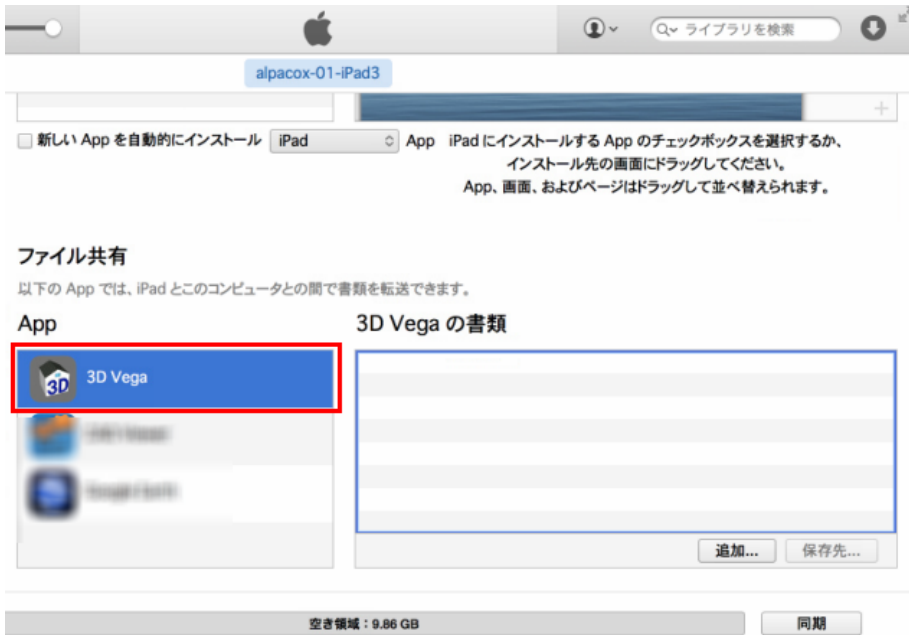 ライブラリを検索
alpacox-01-iPad3
新しい App を自動的にインストール iPad App iPad にインストールする App のチェックボックスを選択するか、
インストール先の画面にドラッグしてください。
App、画面、およびページはドラッグして並べ替えられます。
ファイル共有
以下の App では、iPad とこのコンピュータとの間で書類を転送できます。
App 3D Vega の書類
3D
3D Vega
追加... 保存先...
空き領域：9.86 GB 同期